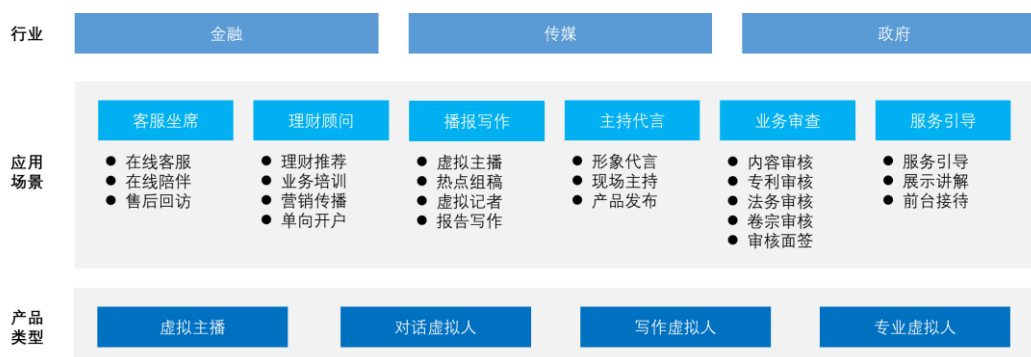 行业
金融
传媒
政府
应用
场景
客服坐席
● 在线客服
● 在线陪伴
● 售后回访
理财顾问
● 理财推荐
● 业务培训
● 营销传播
● 单向开户
播报写作
● 虚拟主播
● 热点组稿
● 虚拟记者
● 报告写作
主持代言
● 形象代言
● 现场主持
● 产品发布
业务审查
● 内容审核
● 专利审核
● 法务审核
● 卷宗审核
● 审核面签
服务引导
● 服务引导
● 展示讲解
● 前台接待
产品
类型
虚拟主播
对话虚拟人
写作虚拟人
专业虚拟人